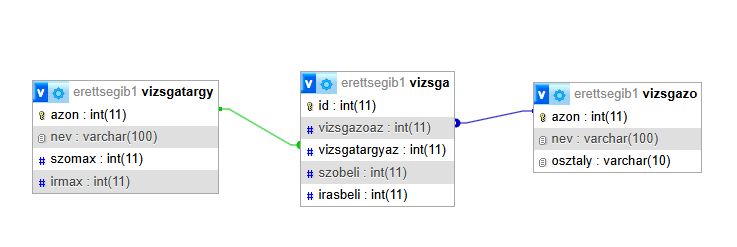 erettsegib1 vizsgatargy
azon : int(11)
nev : varchar(100)
szomax : int(11)
irmax : int(11)
erettsegib1 vizsga
id : int(11)
vizsgazoaz : int(11)
vizsgatargyaz : int(11)
szobeli : int(11)
irasbeli : int(11)
erettsegib1 vizsgazo
azon : int(11)
nev : varchar(100)
osztaly : varchar(10)